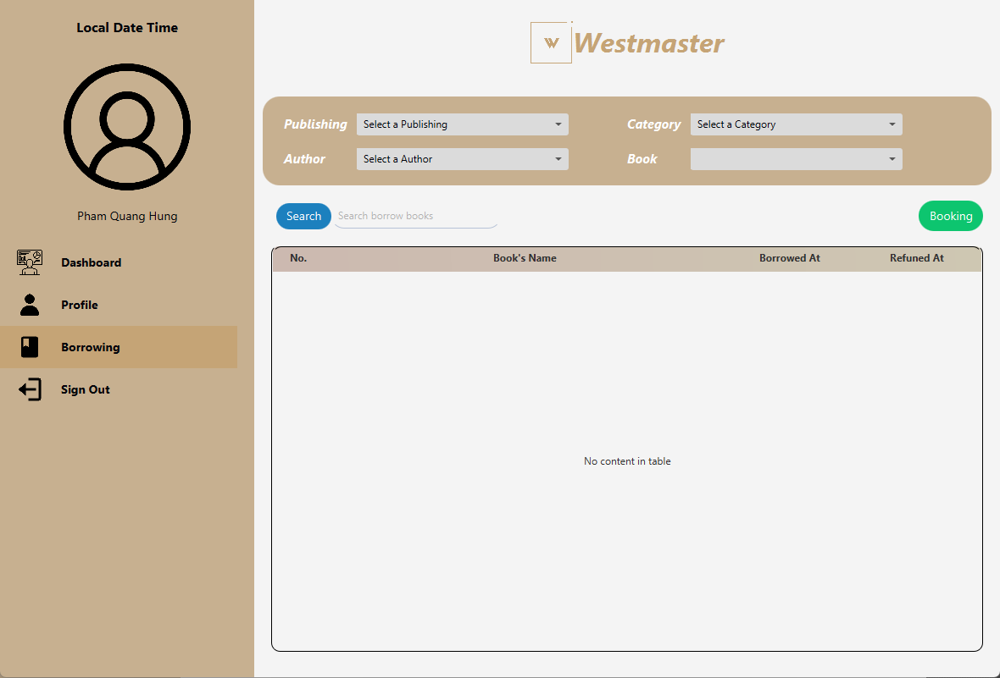 Local Date Time
Pham Quang Hung
Dashboard
Profile
Borrowing
Sign Out
W Westmaster
Publishing Select a Publishing Category Select a Category
Author Select a Author Book
Search Search borrow books Booking
No. Book's Name Borrowed At Refuned At
No content in table